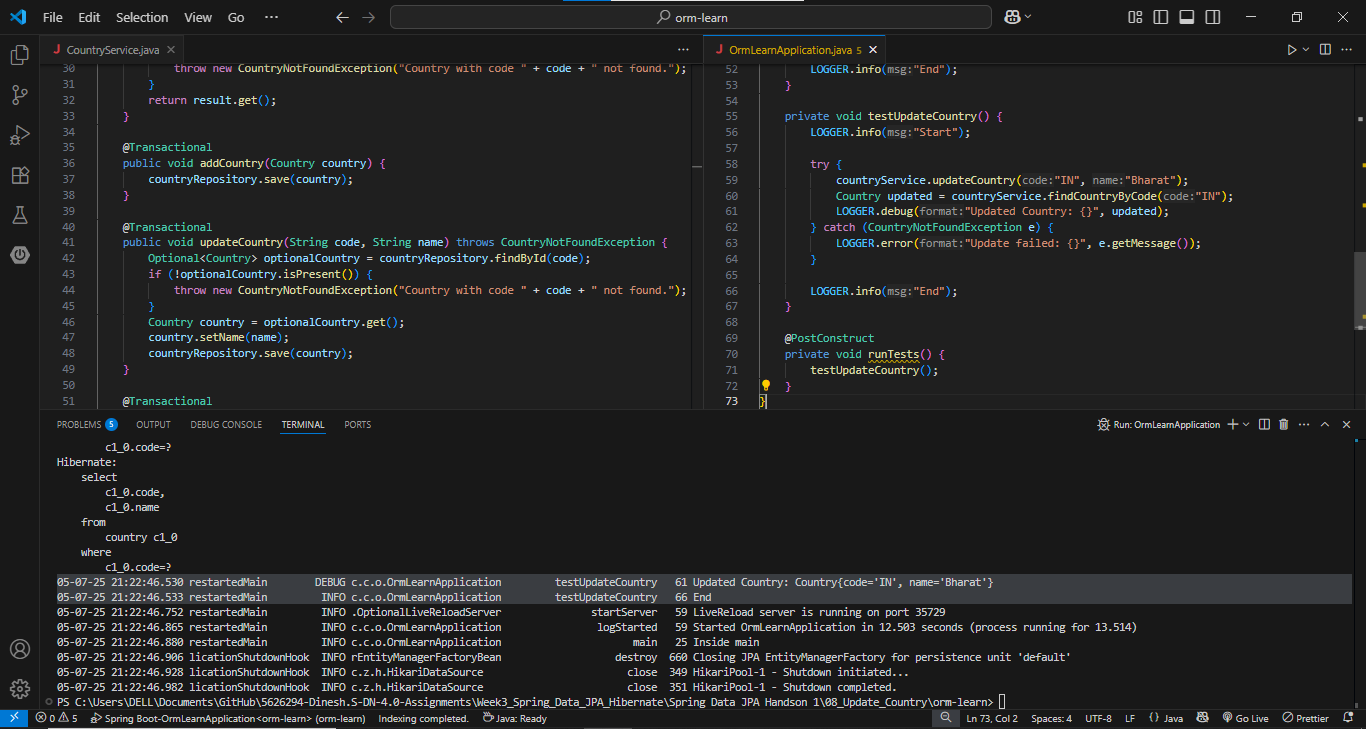 File Edit Selection View Go ··· orm-learn
CountryService.java
OrmLearnApplication.java 5
30 throw new CountryNotFoundException("Country with code " + code + " not found.");
31 }
32 return result.get();
33 }
34
35 @Transactional
36 public void addCountry(Country country) {
37 countryRepository.save(country);
38 }
39
40 @Transactional
41 public void updateCountry(String code, String name) throws CountryNotFoundException {
42 Optional<Country> optionalCountry = countryRepository.findById(code);
43 if (!optionalCountry.isPresent()) {
44 throw new CountryNotFoundException("Country with code " + code + " not found.");
45 }
46 Country country = optionalCountry.get();
47 country.setName(name);
48 countryRepository.save(country);
49 }
50
51 @Transactional
52 LOGGER.info(msg:"End");
53 }
54
55 private void testUpdateCountry() {
56 LOGGER.info(msg:"Start");
57
58 try {
59 countryService.updateCountry(code:"IN", name:"Bharat");
60 Country updated = countryService.findCountryByCode(code:"IN");
61 LOGGER.debug(format:"Updated Country: {}", updated);
62 } catch (CountryNotFoundException e) {
63 LOGGER.error(format:"Update failed: {}", e.getMessage());
64 }
65
66 LOGGER.info(msg:"End");
67 }
68
69 @PostConstruct
70 private void runTests() {
71 testUpdateCountry();
72 }
73 }
PROBLEMS 5 OUTPUT DEBUG CONSOLE TERMINAL PORTS Run: OrmLearnApplication
c1_0.code=?
Hibernate:
select
c1_0.code,
c1_0.name
from
country c1_0
where
c1_0.code=?
05-07-25 21:22:46.530 restartedMain DEBUG c.c.o.OrmLearnApplication testUpdateCountry 61 Updated Country: Country{code='IN', name='Bharat'}
05-07-25 21:22:46.533 restartedMain INFO c.c.o.OrmLearnApplication testUpdateCountry 66 End
05-07-25 21:22:46.752 restartedMain INFO .OptionalLiveReloadServer startServer 59 LiveReload server is running on port 35729
05-07-25 21:22:46.865 restartedMain INFO c.c.o.OrmLearnApplication logStarted 59 Started OrmLearnApplication in 12.503 seconds (process running for 13.514)
05-07-25 21:22:46.880 restartedMain INFO c.c.o.OrmLearnApplication main 25 Inside main
05-07-25 21:22:46.906 licationShutdownHook INFO rEntityManagerFactoryBean destroy 660 Closing JPA EntityManagerFactory for persistence unit 'default'
05-07-25 21:22:46.928 licationShutdownHook INFO c.z.h.HikariDataSource close 349 HikariPool-1 - Shutdown initiated...
05-07-25 21:22:46.982 licationShutdownHook INFO c.z.h.HikariDataSource close 351 HikariPool-1 - Shutdown completed.
PS C:\Users\DELL\Documents\GitHub\5626294-Dinesh.S-DN-4.0-Assignments\Week3_Spring_Data_JPA_Hibernate\Spring Data JPA Handson 1\08_Update_Country\orm-learn>
0 5 Spring Boot-OrmLearnApplication<orm-learn> (orm-learn) Indexing completed. Java: Ready Ln 73, Col 2 Spaces: 4 UTF-8 LF {} Java Go Live Prettier